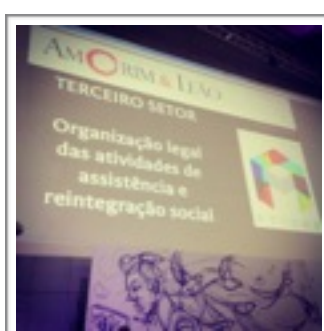 AMORIM & LEÃO
TERCEIRO SETOR
Organização legal
das atividades de
assistência e
reintegração social